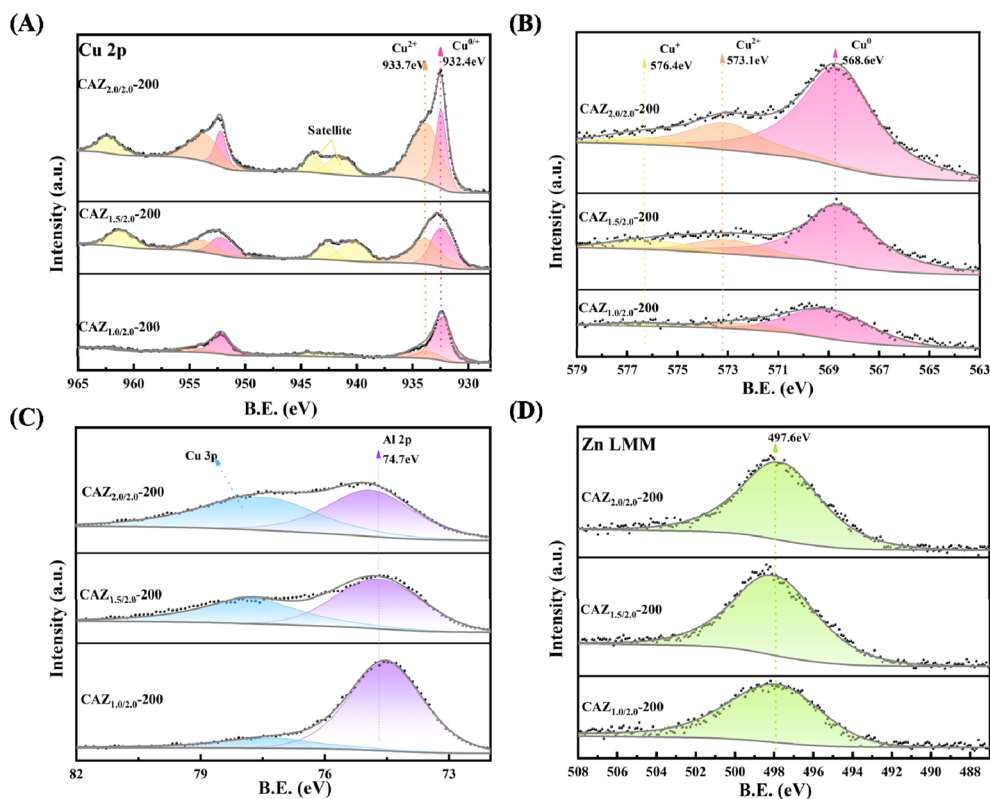 (A)
Cu 2p
Cu2+
933.7eV
Cu0/+
932.4eV
CAZ2.0/2.0-200
Satellite
CAZ1.5/2.0-200
CAZ1.0/2.0-200
Intensity (a.u.)
965 960 955 950 945 940 935 930
B.E. (eV)
(B)
Cu+
576.4eV
Cu2+
573.1eV
Cu0
568.6eV
CAZ2.0/2.0-200
CAZ1.5/2.0-200
CAZ1.0/2.0-200
Intensity (a.u.)
579 577 575 573 571 569 567 565 563
B.E. (eV)
(C)
Cu 3p
Al 2p
74.7eV
CAZ2.0/2.0-200
CAZ1.5/2.0-200
CAZ1.0/2.0-200
Intensity (a.u.)
82 79 76 73
B.E. (eV)
(D)
Zn LMM
497.6eV
CAZ2.0/2.0-200
CAZ1.5/2.0-200
CAZ1.0/2.0-200
Intensity (a.u.)
508 506 504 502 500 498 496 494 492 490 488
B.E. (eV)